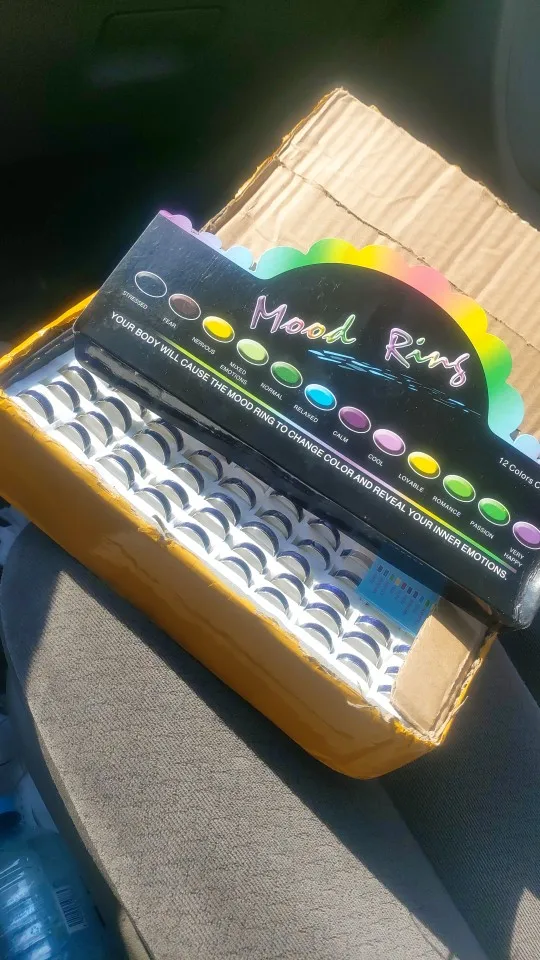 Mood Ring
STRESSED
FEAR
NERVOUS
MIXED
EMOTIONS
NORMAL
RELAXED
CALM
COOL
LOVABLE
ROMANCE
PASSION
VERY
HAPPY
12 Colors
YOUR BODY WILL CAUSE THE MOOD RING TO CHANGE COLOR AND REVEAL YOUR INNER EMOTIONS.